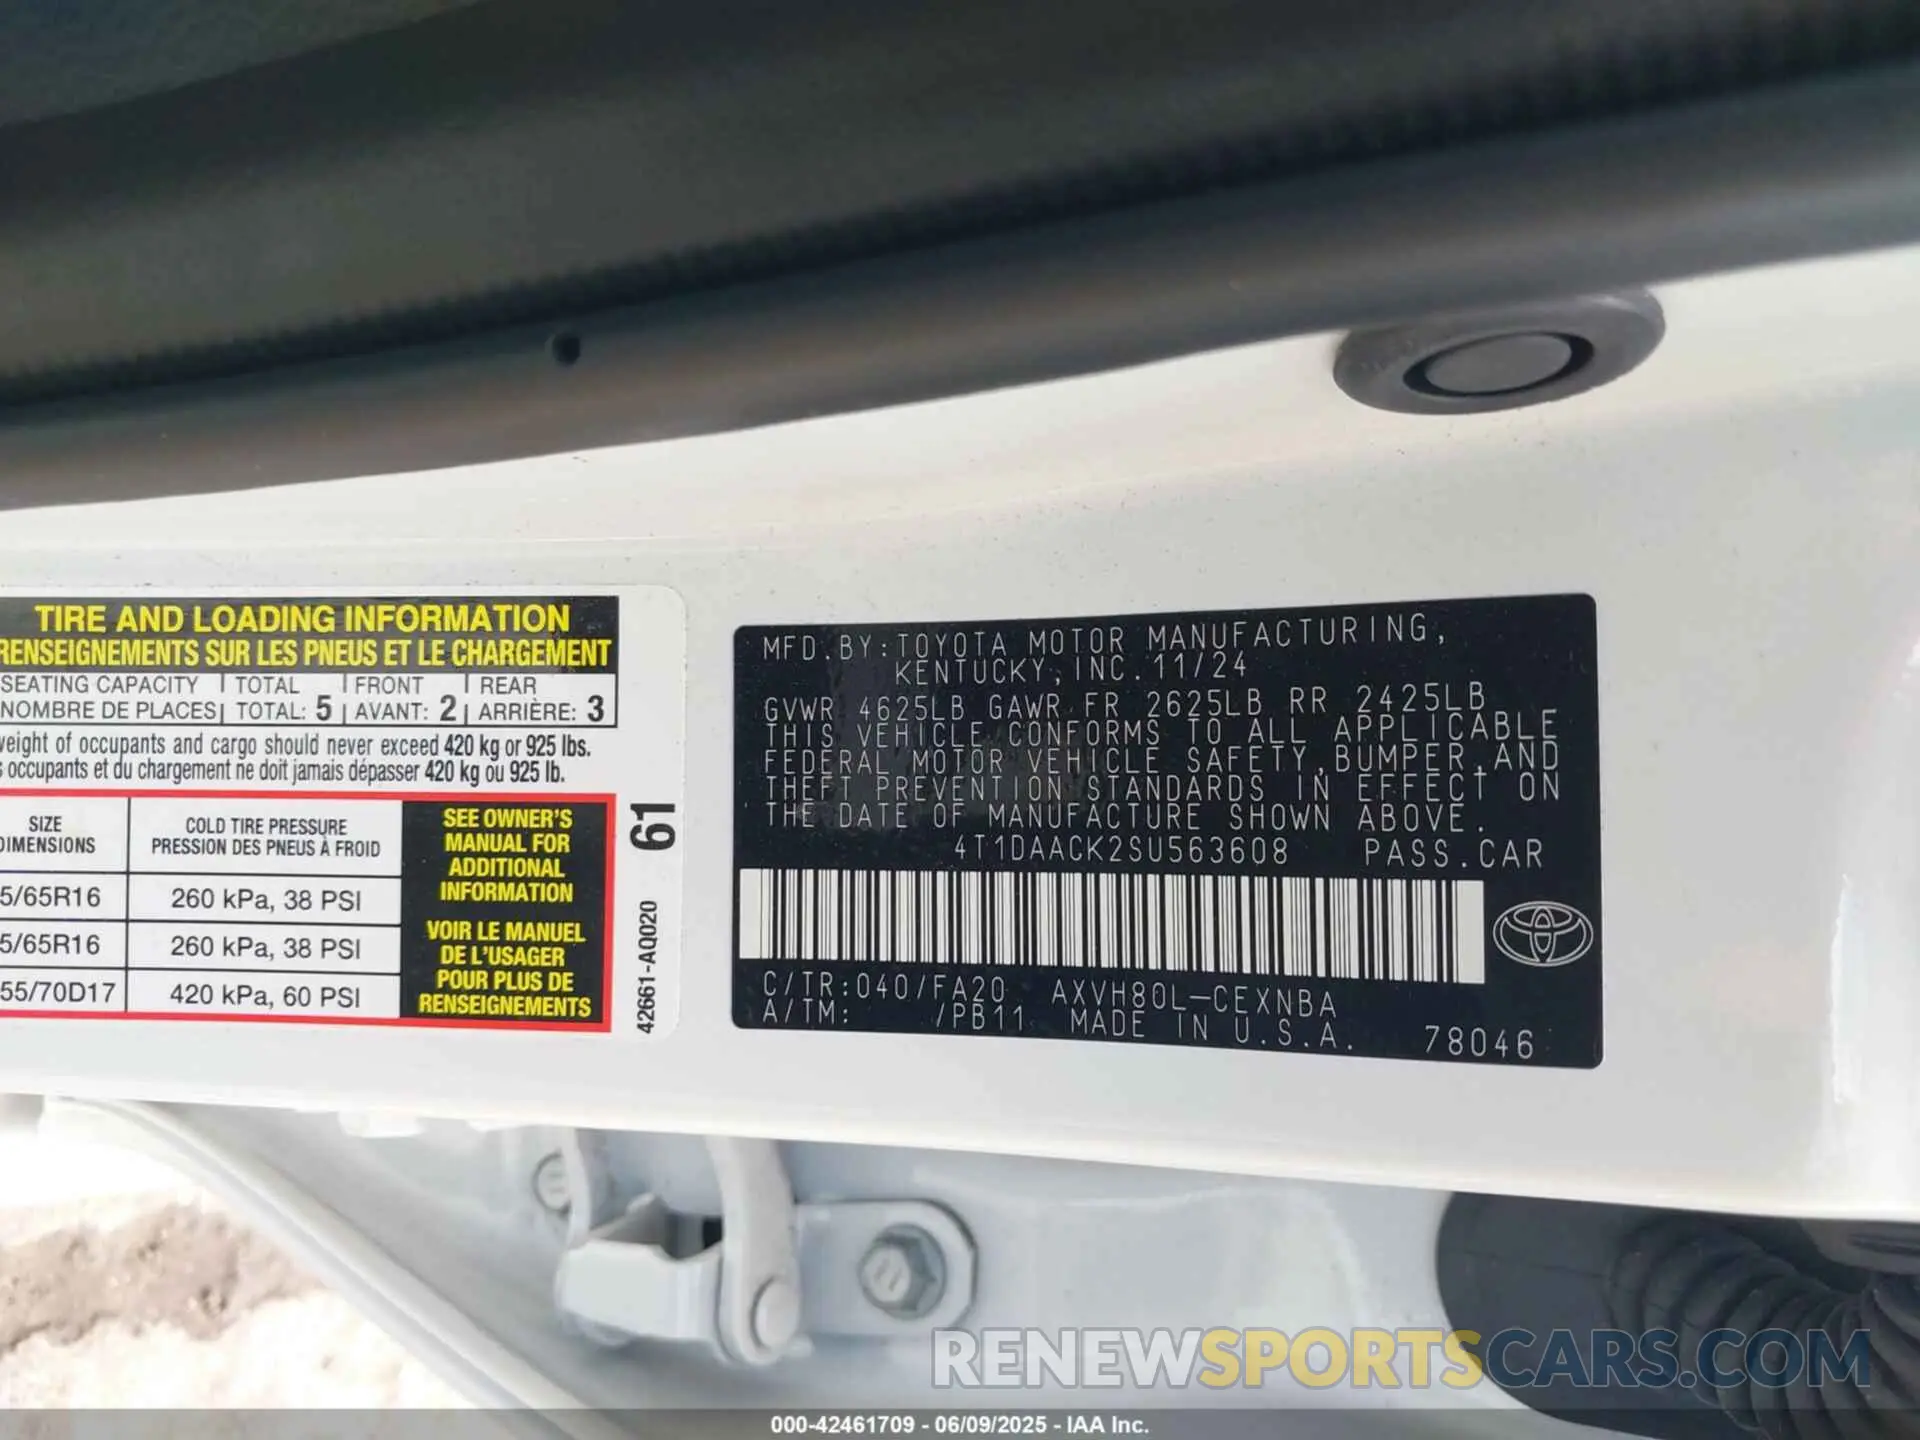 TIRE AND LOADING INFORMATION
RENSEIGNEMENTS SUR LES PNEUS ET LE CHARGEMENT
SEATING CAPACITY TOTAL FRONT REAR
NOMBRE DE PLACES TOTAL: 5 AVANT: 2 ARRIÈRE: 3
weight of occupants and cargo should never exceed 420 kg or 925 lbs.
occupants et du chargement ne doit jamais dépasser 420 kg ou 925 lb.
SIZE
DIMENSIONS
COLD TIRE PRESSURE
PRESSION DES PNEUS À FROID
5/65R16 260 kPa, 38 PSI
5/65R16 260 kPa, 38 PSI
55/70D17 420 kPa, 60 PSI
SEE OWNER'S
MANUAL FOR
ADDITIONAL
INFORMATION
VOIR LE MANUEL
DE L'USAGER
POUR PLUS DE
RENSEIGNEMENTS
61
42661-AQ020
MFD.BY:TOYOTA MOTOR MANUFACTURING,
KENTUCKY,INC.11/24
GVWR 4625LB GAWR FR 2625LB RR 2425LB
THIS VEHICLE CONFORMS TO ALL APPLICABLE
FEDERAL MOTOR VEHICLE SAFETY,BUMPER,AND
THEFT PREVENTION STANDARDS IN EFFECT ON
THE DATE OF MANUFACTURE SHOWN ABOVE.
4T1DAACK2SU563608 PASS.CAR
C/TR:040/FA20 AXVH80L-CEXNBA
A/TM: /PB11 MADE IN U.S.A. 78046
RENEWSPORTSCARS.COM
000-42461709 - 06/09/2025 - IAA Inc.